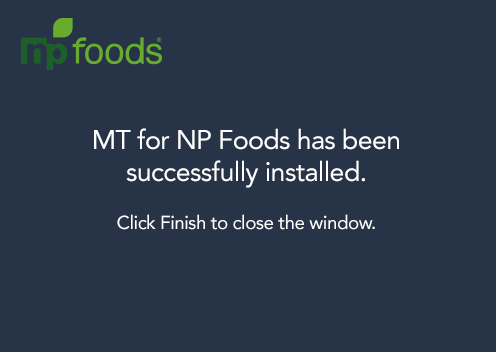 np foods®
MT for NP Foods has been
successfully installed.
Click Finish to close the window.